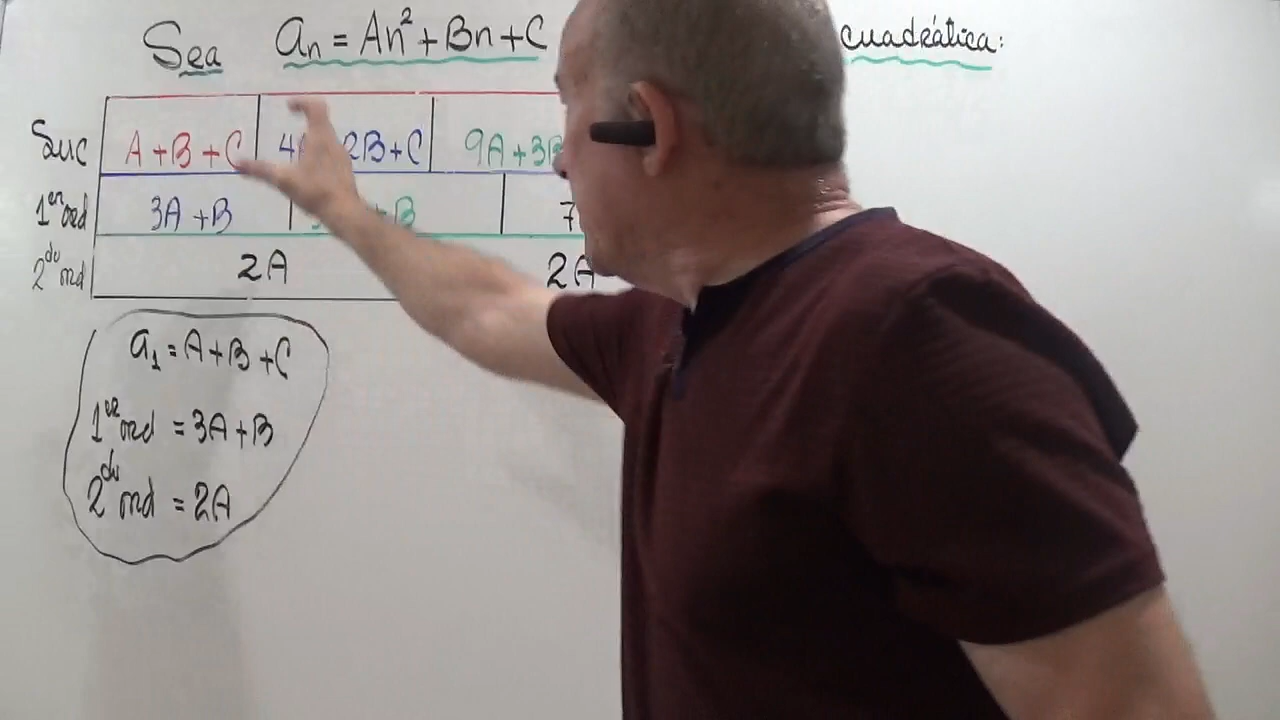 Sea an = An² + Bn + C cuadrática:
Suc A + B + C 4A 2B + C 9A + 3B
1er ord 3A + B + B 7
2do ord 2A 2A
a1 = A + B + C
1er ord = 3A + B
2do ord = 2A